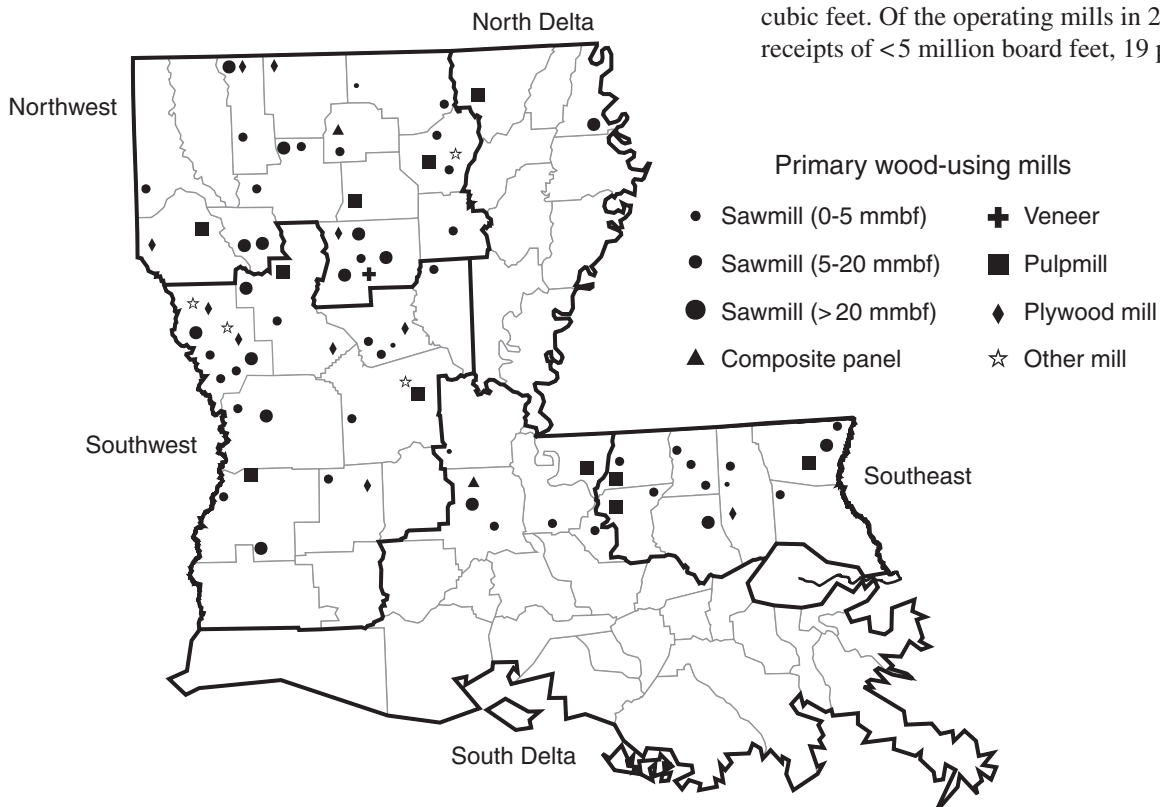 cubic feet. Of the operating mills in 2
receipts of <5 million board feet, 19 p
North Delta
Northwest
Primary wood-using mills
Sawmill (0-5 mmbf)
Veneer
Sawmill (5-20 mmbf)
Pulpmill
Sawmill (>20 mmbf)
Plywood mill
Composite panel
Other mill
Southwest
Southeast
South Delta